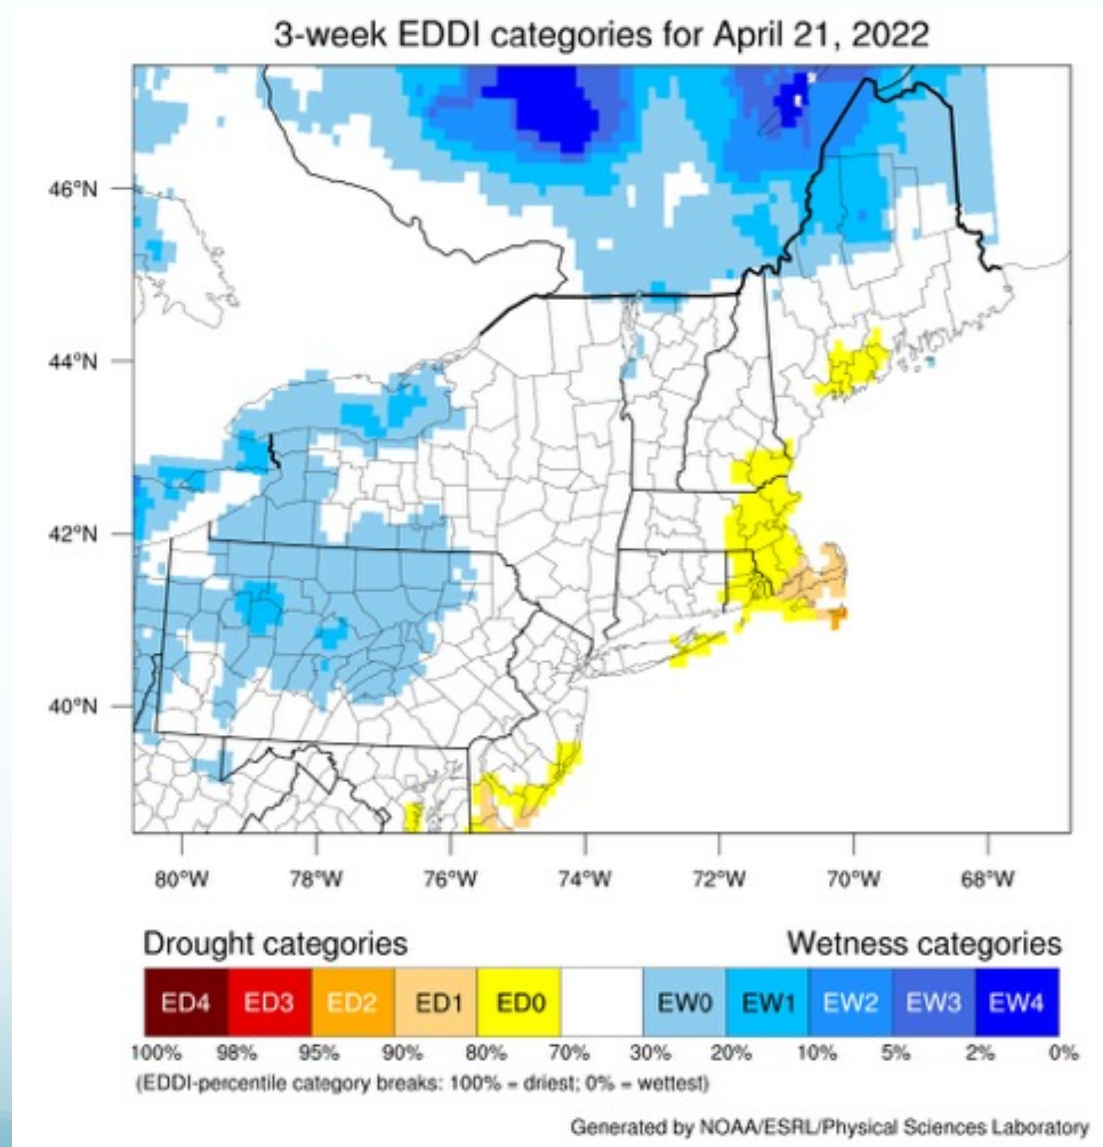 3-week EDDI categories for April 21, 2022
46°N
44°N
42°N
40°N
80°W 78°W 76°W 74°W 72°W 70°W 68°W
Drought categories Wetness categories
ED4 ED3 ED2 ED1 ED0 EW0 EW1 EW2 EW3 EW4
100% 98% 95% 90% 80% 70% 30% 20% 10% 5% 2% 0%
(EDDI-percentile category breaks: 100% = driest; 0% = wettest)
Generated by NOAA/ESRL/Physical Sciences Laboratory